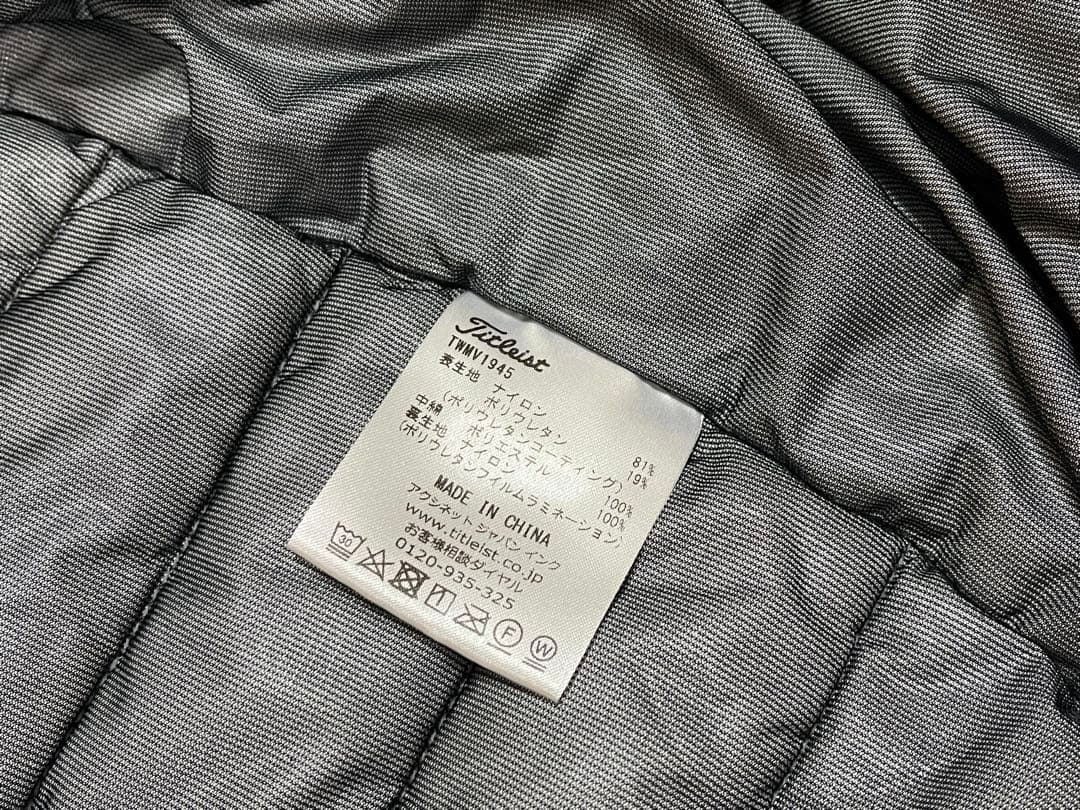 Titleist
TWMV1945
表生地 ナイロン 81%
ポリウレタン 19%
(ポリウレタンコーティング)
中綿 ポリエステル 100%
裏生地 ナイロン 100%
(ポリウレタンフィルムラミネーション)
MADE IN CHINA
アクシネット ジャパン インク
www.titleist.co.jp
お客様相談ダイヤル
0120-935-325
30
F W